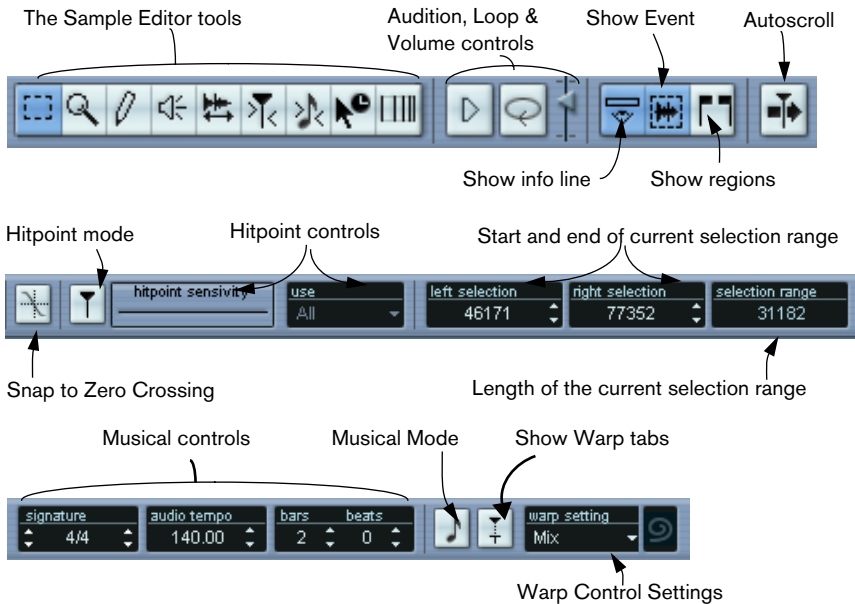 The Sample Editor tools
Audition, Loop &
Volume controls
Show Event
Autoscroll
Show info line
Show regions
Hitpoint mode
Hitpoint controls
Start and end of current selection range
hitpoint sensivity
use
All
left selection
46171
right selection
77352
selection range
31182
Snap to Zero Crossing
Length of the current selection range
Musical controls
Musical Mode
Show Warp tabs
signature
4/4
audio tempo
140.00
bars
beats
2
0
warp setting
Mix
Warp Control Settings